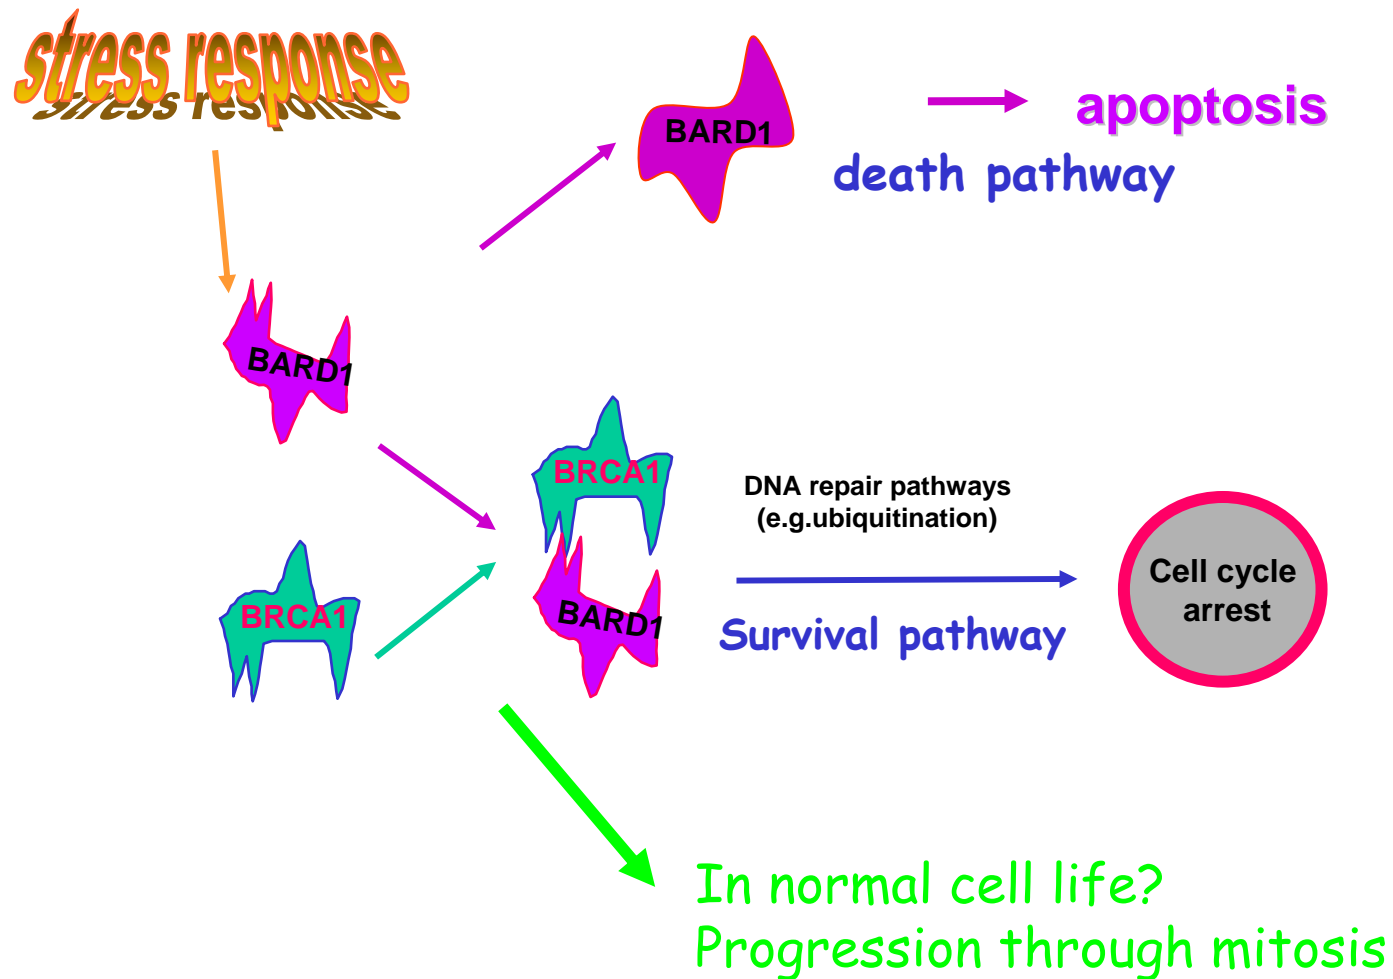 stress response
BARD1
apoptosis
death pathway
BARD1
BRCA1
DNA repair pathways
(e.g.ubiquitination)
Cell cycle
arrest
BRCA1
BARD1
Survival pathway
In normal cell life?
Progression through mitosis